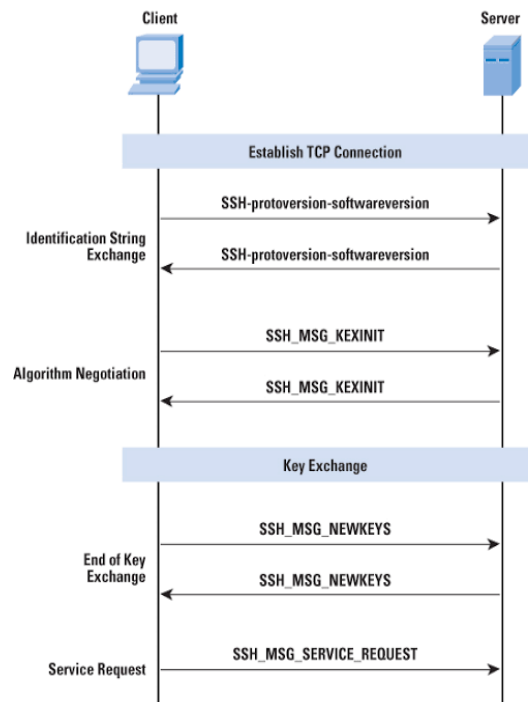 Client
Server
Establish TCP Connection
SSH-protoversion-softwareversion
Identification String
Exchange
SSH-protoversion-softwareversion
SSH_MSG_KEXINIT
Algorithm Negotiation
SSH_MSG_KEXINIT
Key Exchange
SSH_MSG_NEWKEYS
End of Key
Exchange
SSH_MSG_NEWKEYS
SSH_MSG_SERVICE_REQUEST
Service Request